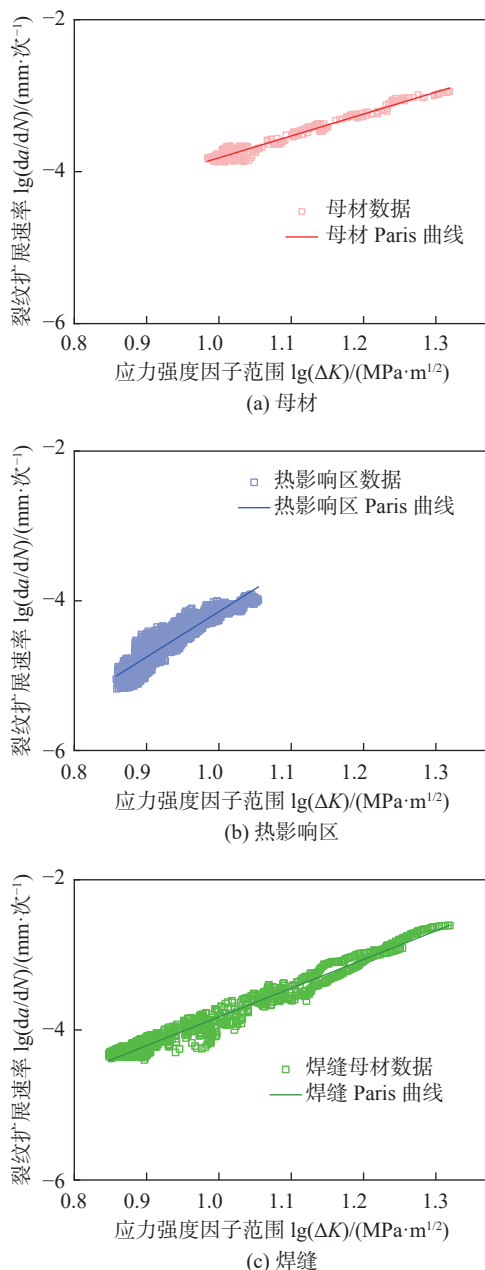 −2
−4
−6
裂纹扩展速率 lg(da/dN)/(mm·次⁻¹)
母材数据
母材 Paris 曲线
0.8 0.9 1.0 1.1 1.2 1.3
应力强度因子范围 lg(ΔK)/(MPa·m^{1/2})
(a) 母材
−2
−4
−6
裂纹扩展速率 lg(da/dN)/(mm·次⁻¹)
热影响区数据
热影响区 Paris 曲线
0.8 0.9 1.0 1.1 1.2 1.3
应力强度因子范围 lg(ΔK)/(MPa·m^{1/2})
(b) 热影响区
−2
−4
−6
裂纹扩展速率 lg(da/dN)/(mm·次⁻¹)
焊缝母材数据
焊缝 Paris 曲线
0.8 0.9 1.0 1.1 1.2 1.3
应力强度因子范围 lg(ΔK)/(MPa·m^{1/2})
(c) 焊缝